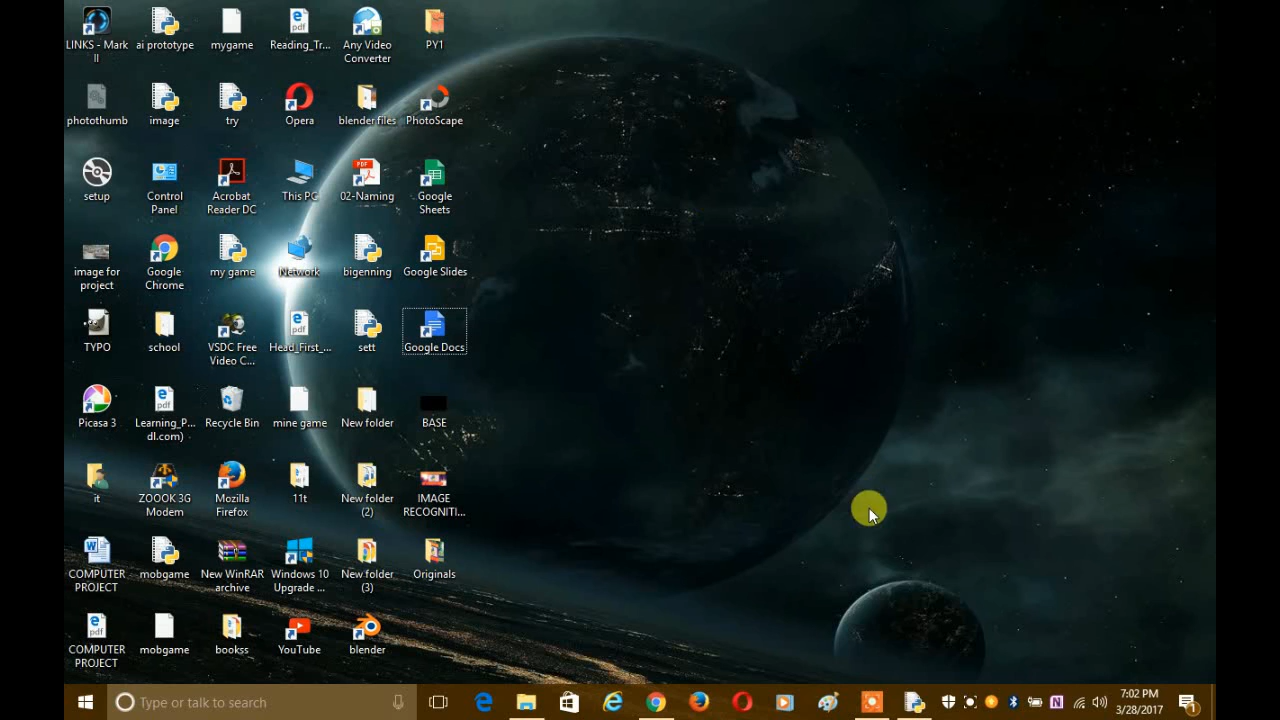 LINKS - Mark
II
ai prototype
mygame
Reading_Tr...
Any Video
Converter
PY1
photothumb
image
try
Opera
blender files
PhotoScape
setup
Control
Panel
Acrobat
Reader DC
This PC
02-Naming
Google
Sheets
image for
project
Google
Chrome
my game
Network
bigenning
Google Slides
TYPO
school
VSDC Free
Video C...
Head_First_...
sett
Google Docs
Picasa 3
Learning_P...
dl.com)
Recycle Bin
mine game
New folder
BASE
it
ZOOOK 3G
Modem
Mozilla
Firefox
11t
New folder
(2)
IMAGE
RECOGNITI...
COMPUTER
PROJECT
mobgame
New WinRAR
archive
Windows 10
Upgrade ...
New folder
(3)
Originals
COMPUTER
PROJECT
mobgame
bookss
YouTube
blender
Type or talk to search
7:02 PM
3/28/2017